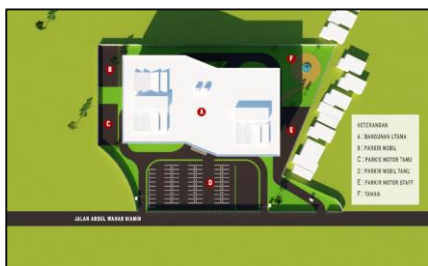 B
F
KETERANGAN
A : BANGUNAN UTAMA
A
B : PARKIR MOBIL
C
C : PARKIR MOTOR TAMU
E
D : PARKIR MOBIL TAMU
E : PARKIR MOTOR STAFF
F : TAMAN
D
JALAN ABDUL WAHAB SIAMIN